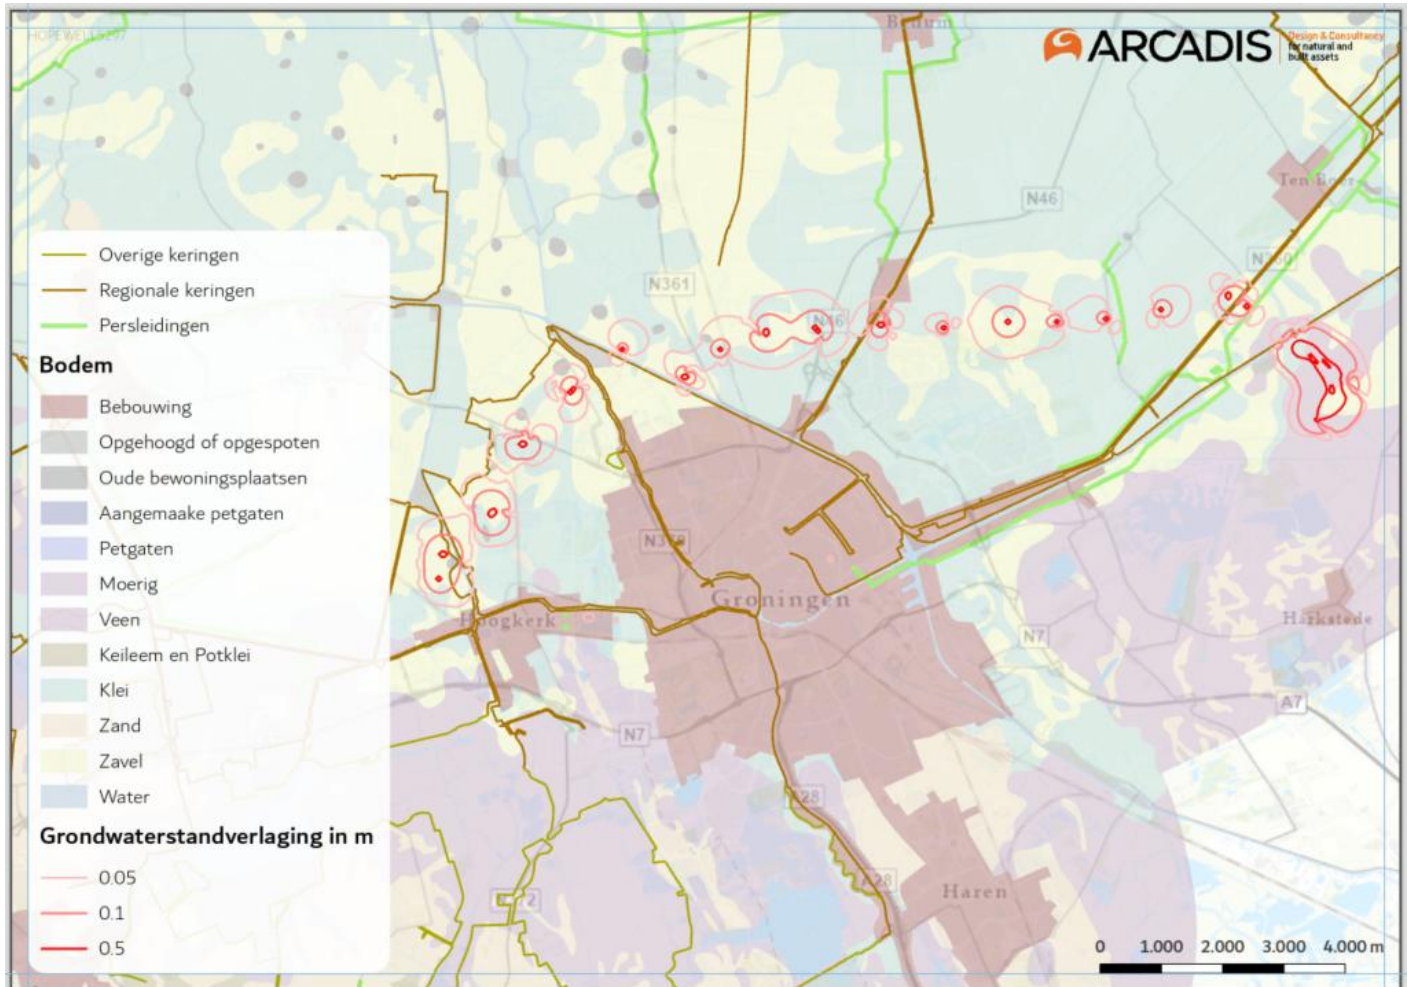 HOPEWELL5297
Bedum
ARCADIS
Design & Consultancy
for natural and
built assets
Ten Boer
N46
N361
N360
N46
Overige keringen
Regionale keringen
Persleidingen
Bodem
Bebouwing
Opgehoogd of opgespoten
Oude bewoningsplaatsen
Aangemaake petgaten
Petgaten
Moerig
Veen
Keileem en Potklei
Klei
Zand
Zavel
Water
Grondwaterstandverlaging in m
0.05
0.1
0.5
Groningen
Hoogkerk
Harkstede
N7
A7
N7
A28
A28
Haren
0 1.000 2.000 3.000 4.000 m